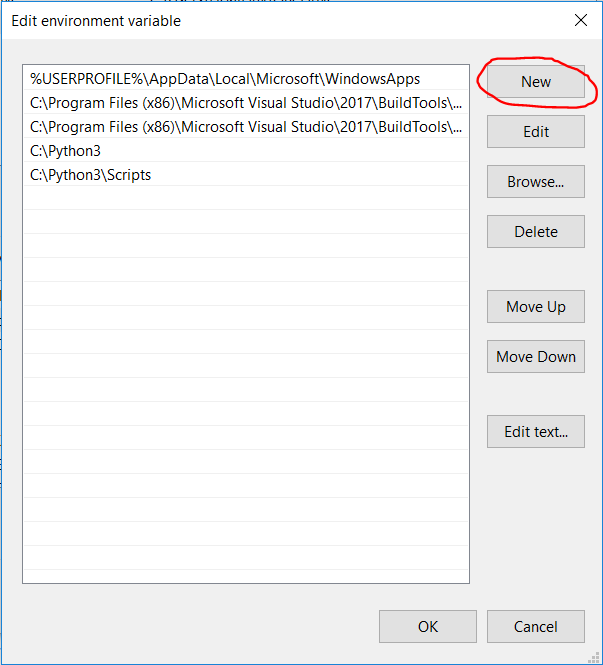 Edit environment variable
%USERPROFILE%\AppData\Local\Microsoft\WindowsApps
C:\Program Files (x86)\Microsoft Visual Studio\2017\BuildTools\...
C:\Program Files (x86)\Microsoft Visual Studio\2017\BuildTools\...
C:\Python3
C:\Python3\Scripts
New
Edit
Browse...
Delete
Move Up
Move Down
Edit text...
OK
Cancel